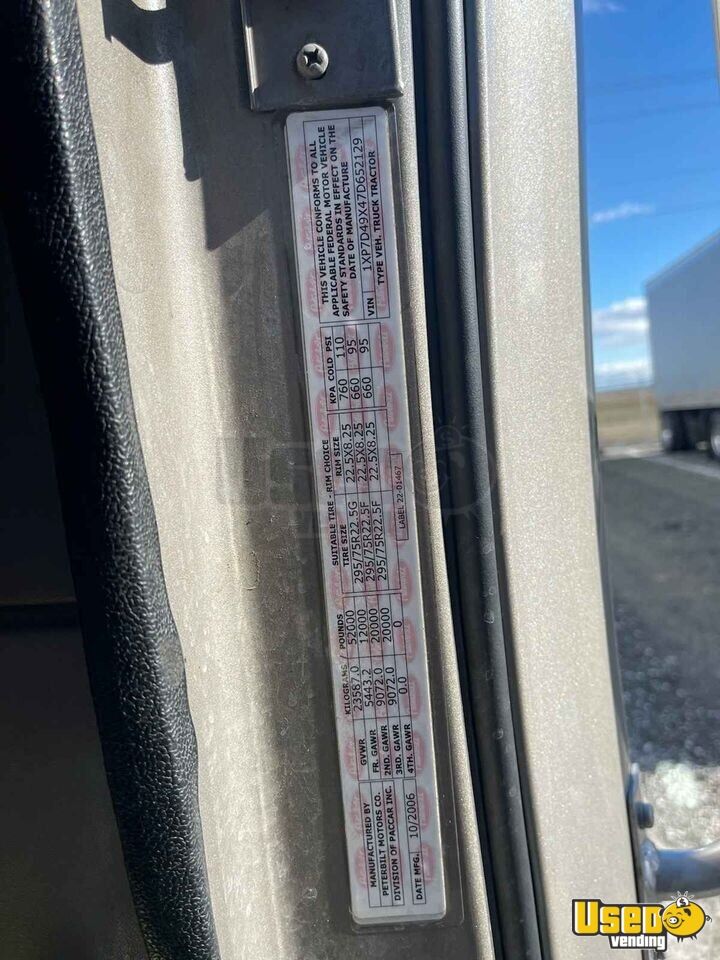 MANUFACTURED BY
PETERBILT MOTORS CO.
DIVISION OF PACCAR INC.
DATE MFG. 10/2006
KILOGRAMS / POUNDS
GVWR 23587.0 52000
FR. GAWR 5443.2 12000
2ND. GAWR 9072.0 20000
3RD. GAWR 9072.0 20000
4TH. GAWR 0.0 0
SUITABLE TIRE - RIM CHOICE
TIRE SIZE RIM SIZE KPA COLD PSI
295/75R22.5G 22.5X8.25 760 110
295/75R22.5F 22.5X8.25 660 95
295/75R22.5F 22.5X8.25 660 95
LABEL 22-01467
THIS VEHICLE CONFORMS TO ALL
APPLICABLE FEDERAL MOTOR VEHICLE
SAFETY STANDARDS IN EFFECT ON THE
DATE OF MANUFACTURE
VIN 1XP7D49X47D652129
TYPE VEH. TRUCK TRACTOR
Used
Vending